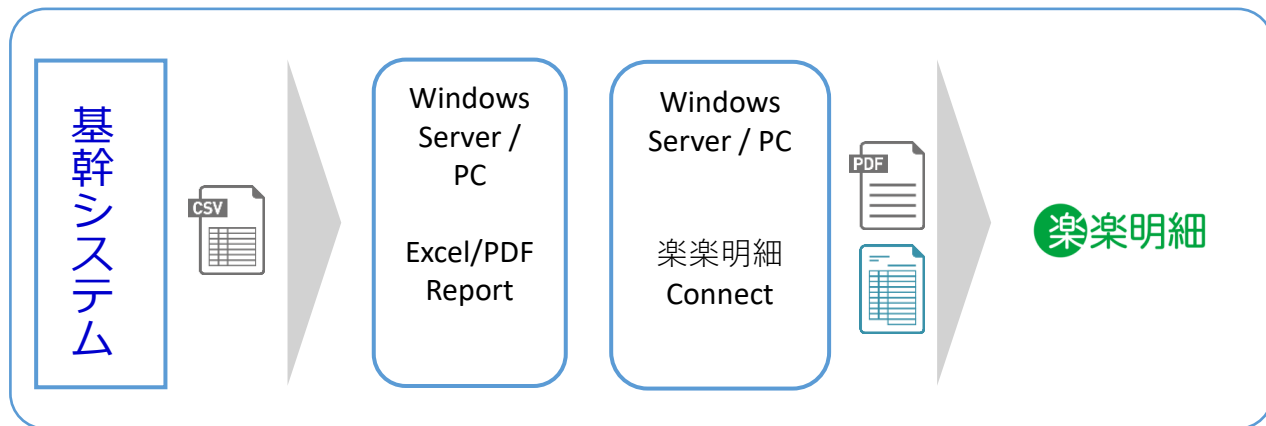 基幹システム
CSV
Windows
Server /
PC
Excel/PDF
Report
Windows
Server / PC
楽楽明細
Connect
PDF
楽楽明細